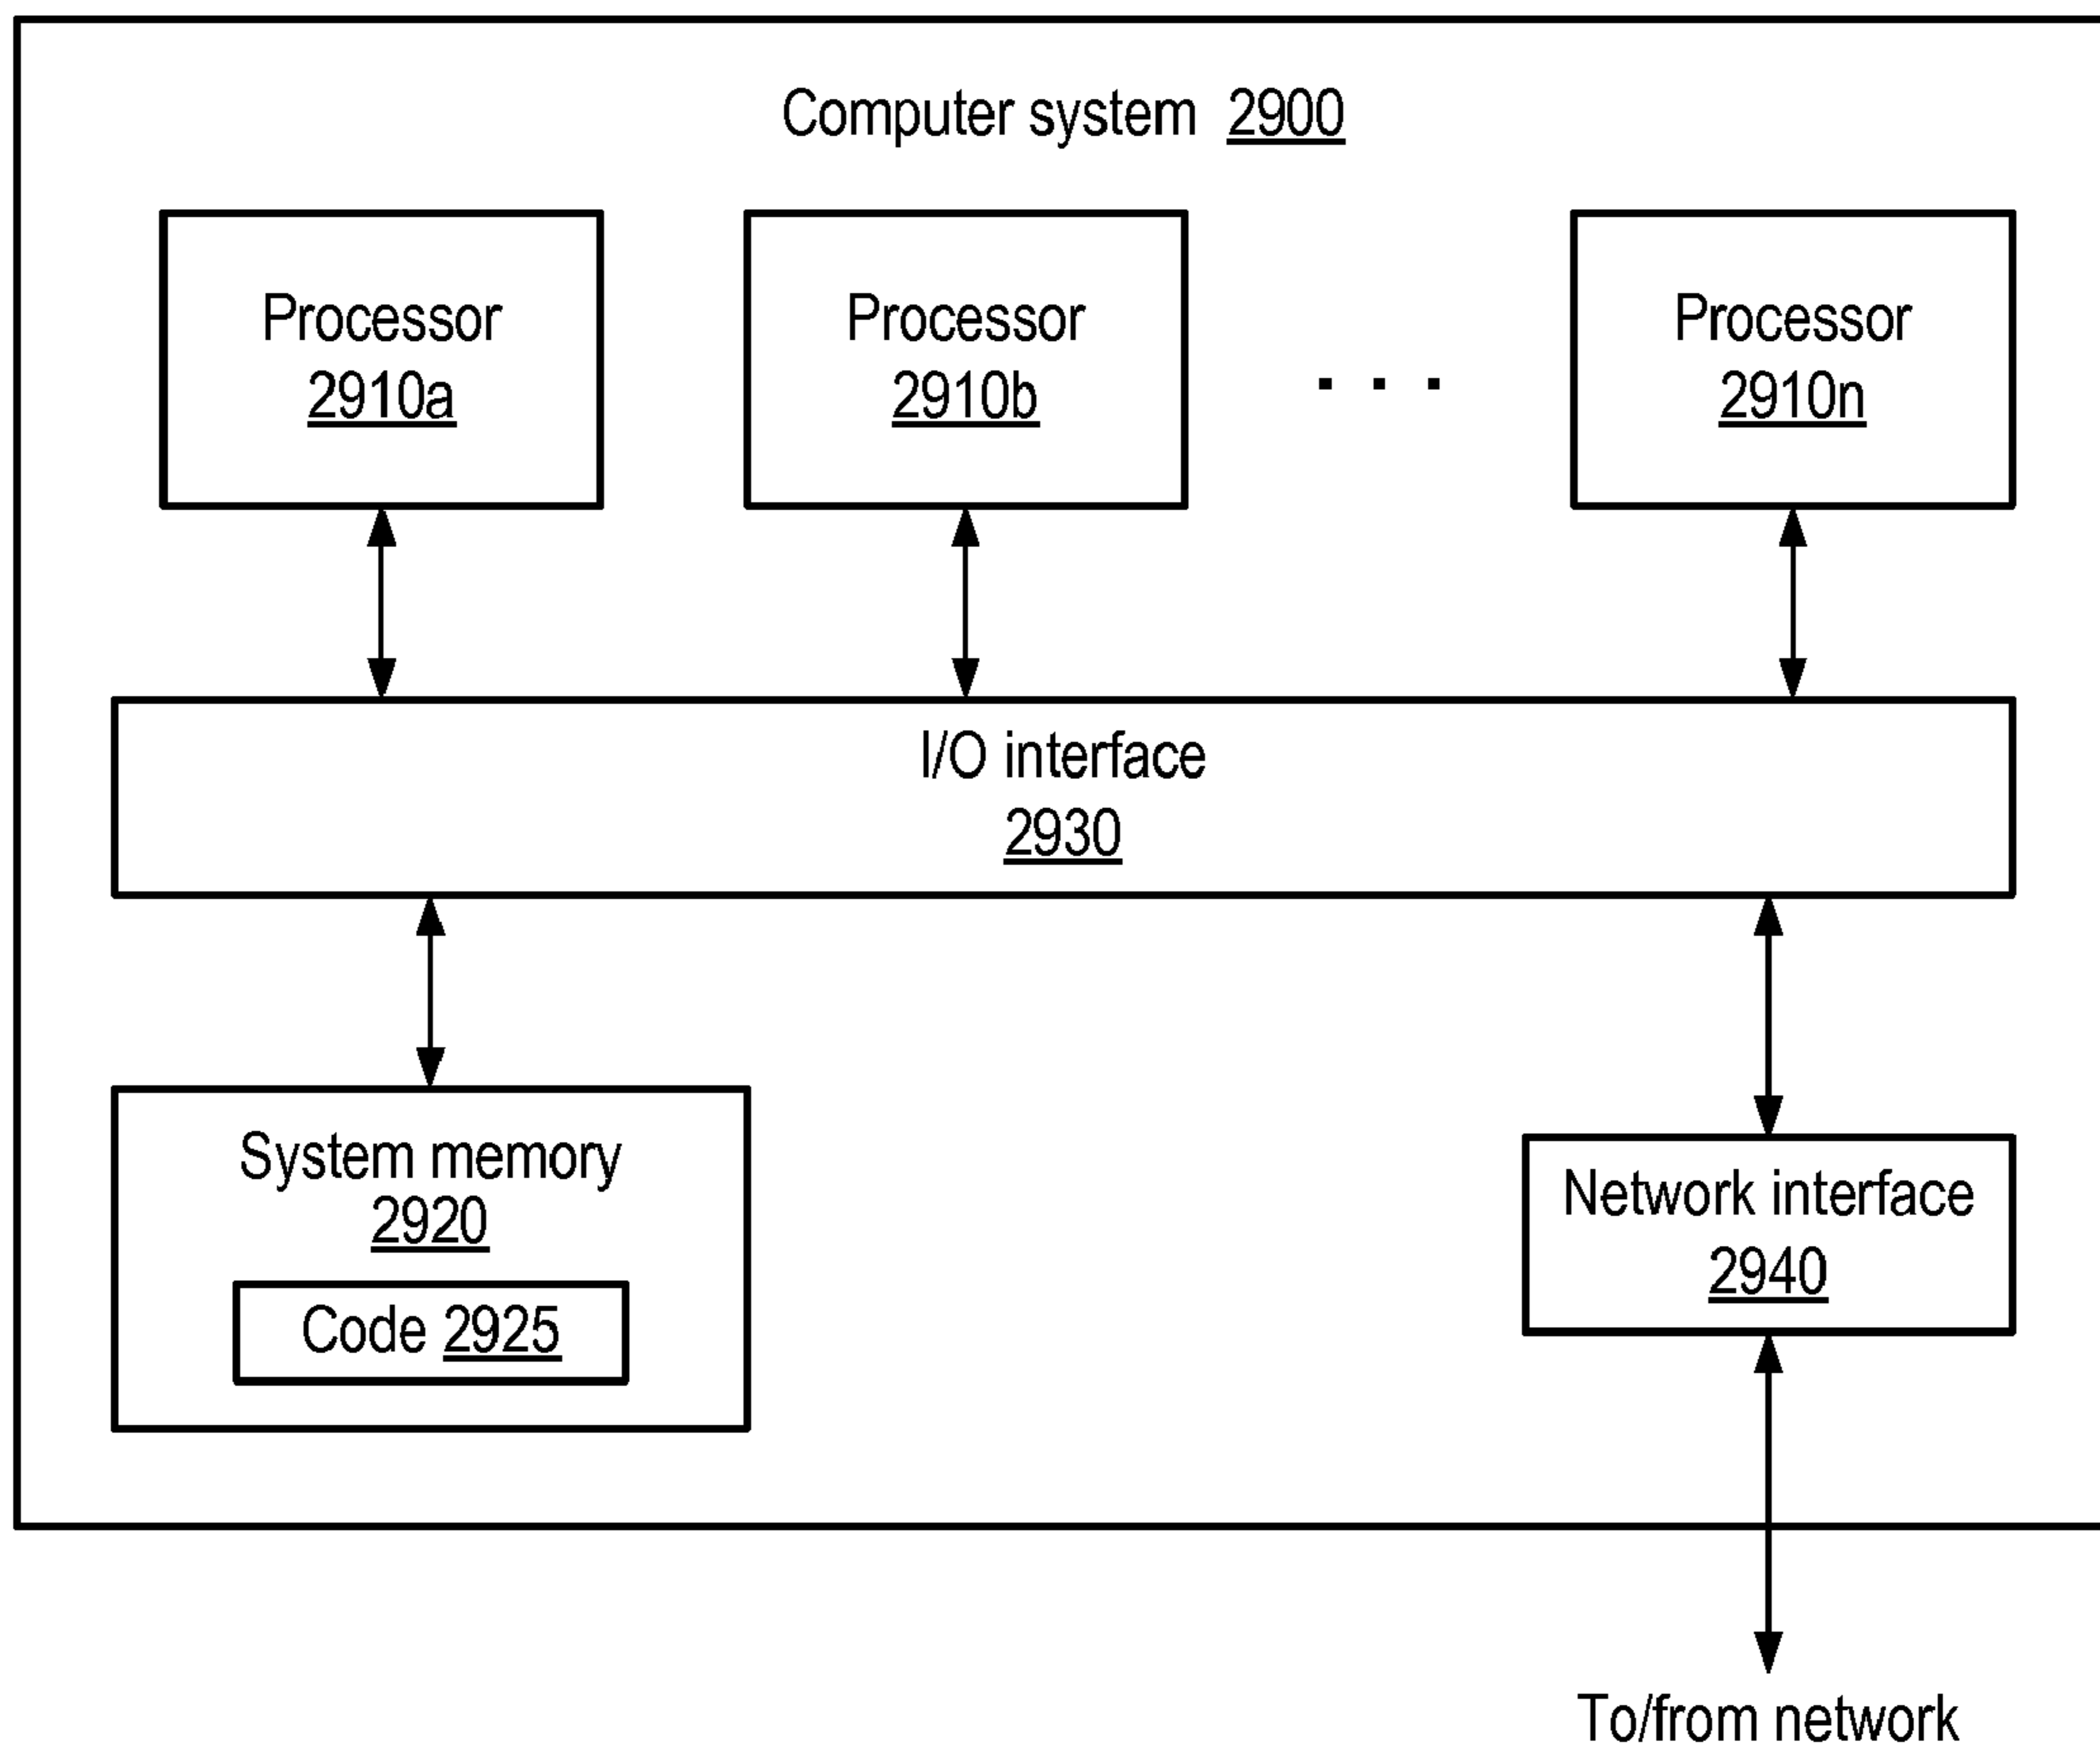 Computer system 2900
Processor
2910a
Processor
2910b
. . .
Processor
2910n
I/O interface
2930
System memory
2920
Code 2925
Network interface
2940
To/from network